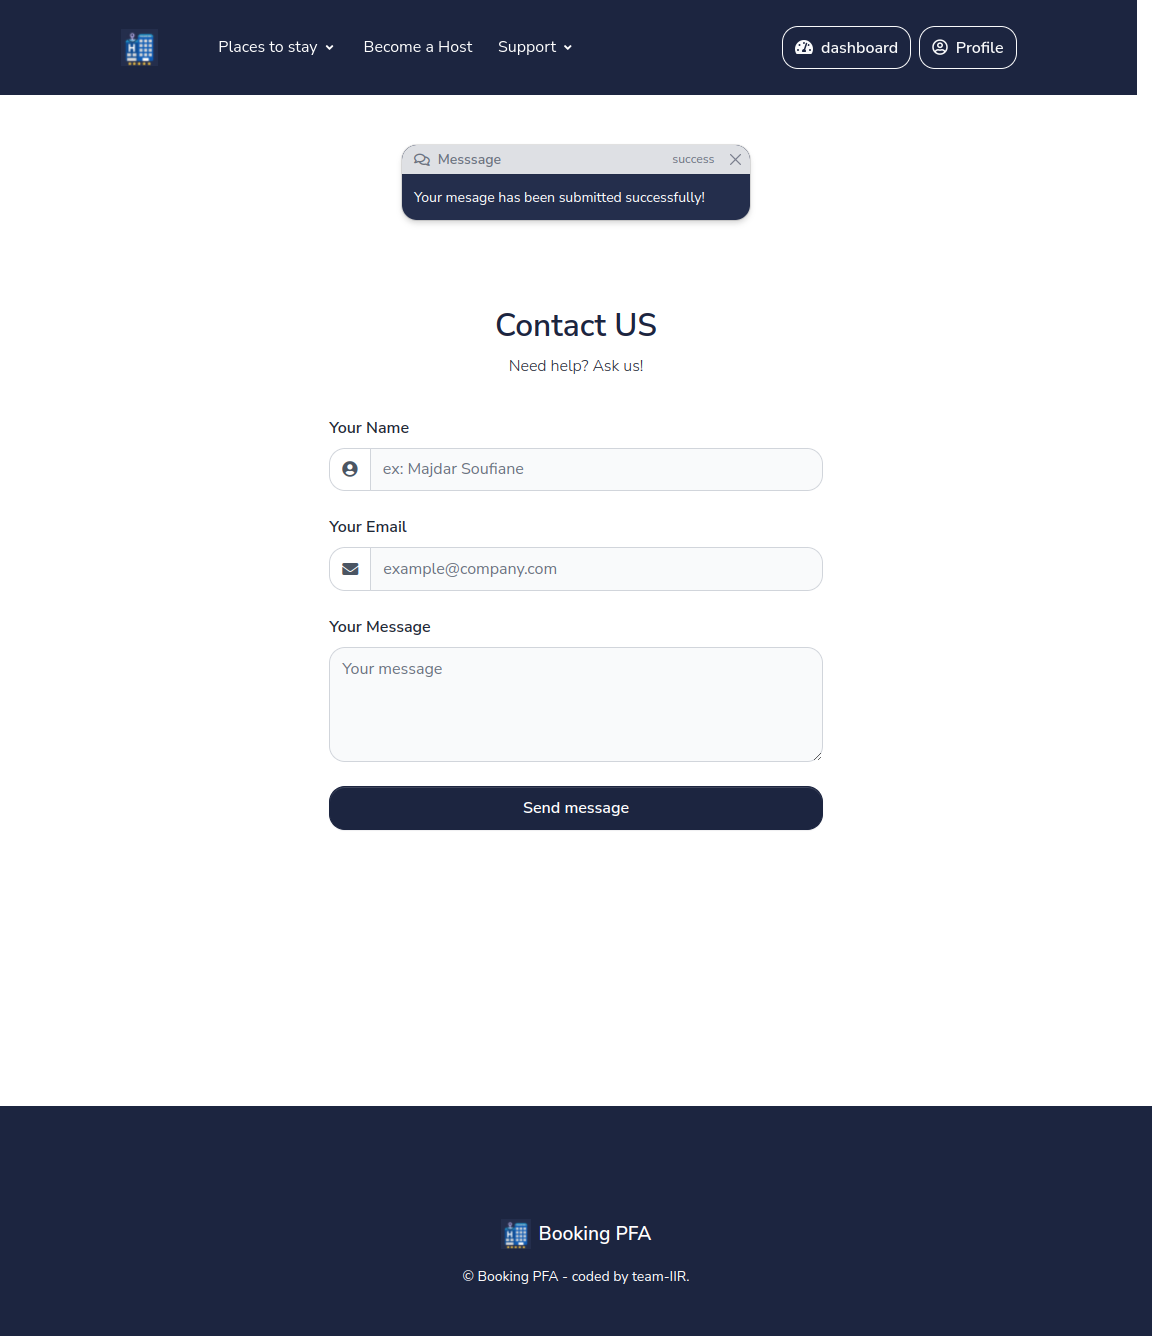 Places to stay Become a Host Support dashboard Profile
Messsage success
Your mesage has been submitted successfully!
Contact US
Need help? Ask us!
Your Name
ex: Majdar Soufiane
Your Email
example@company.com
Your Message
Your message
Send message
Booking PFA
© Booking PFA - coded by team-IIR.